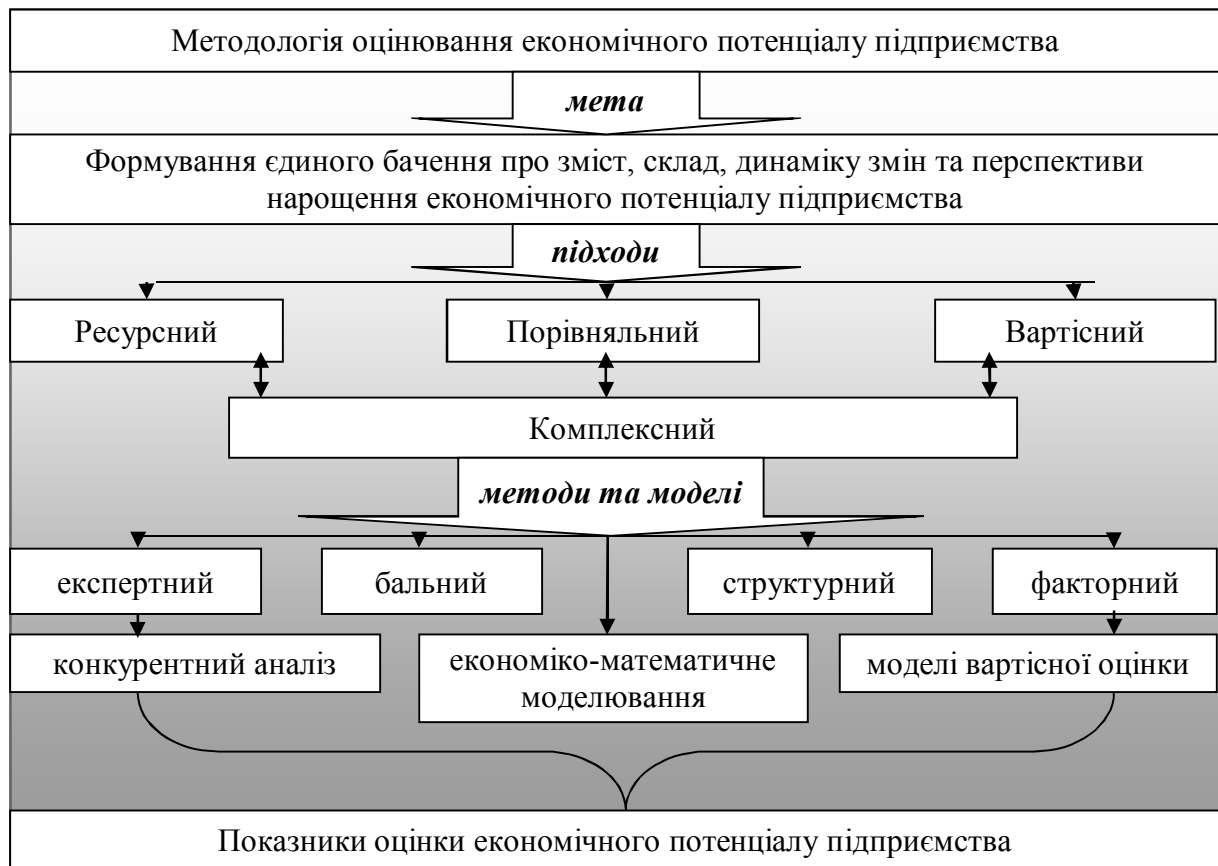 Методологія оцінювання економічного потенціалу підприємства
мета
Формування єдиного бачення про зміст, склад, динаміку змін та перспективи
нарощення економічного потенціалу підприємства
підходи
Ресурсний
Порівняльний
Вартісний
Комплексний
методи та моделі
експертний
бальний
структурний
факторний
конкурентний аналіз
економіко-математичне
моделювання
моделі вартісної оцінки
Показники оцінки економічного потенціалу підприємства